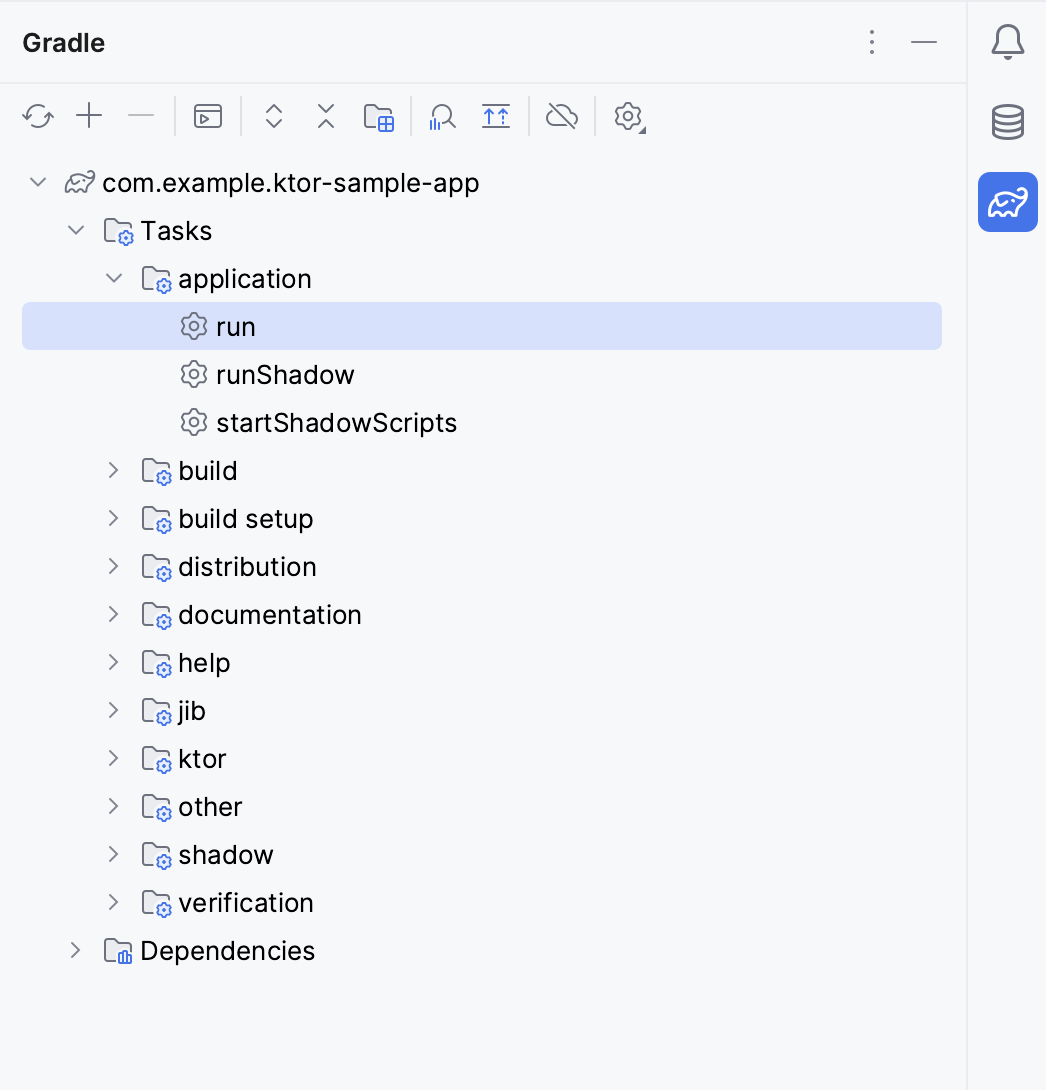 Gradle
com.example.ktor-sample-app
Tasks
application
run
runShadow
startShadowScripts
build
build setup
distribution
documentation
help
jib
ktor
other
shadow
verification
Dependencies